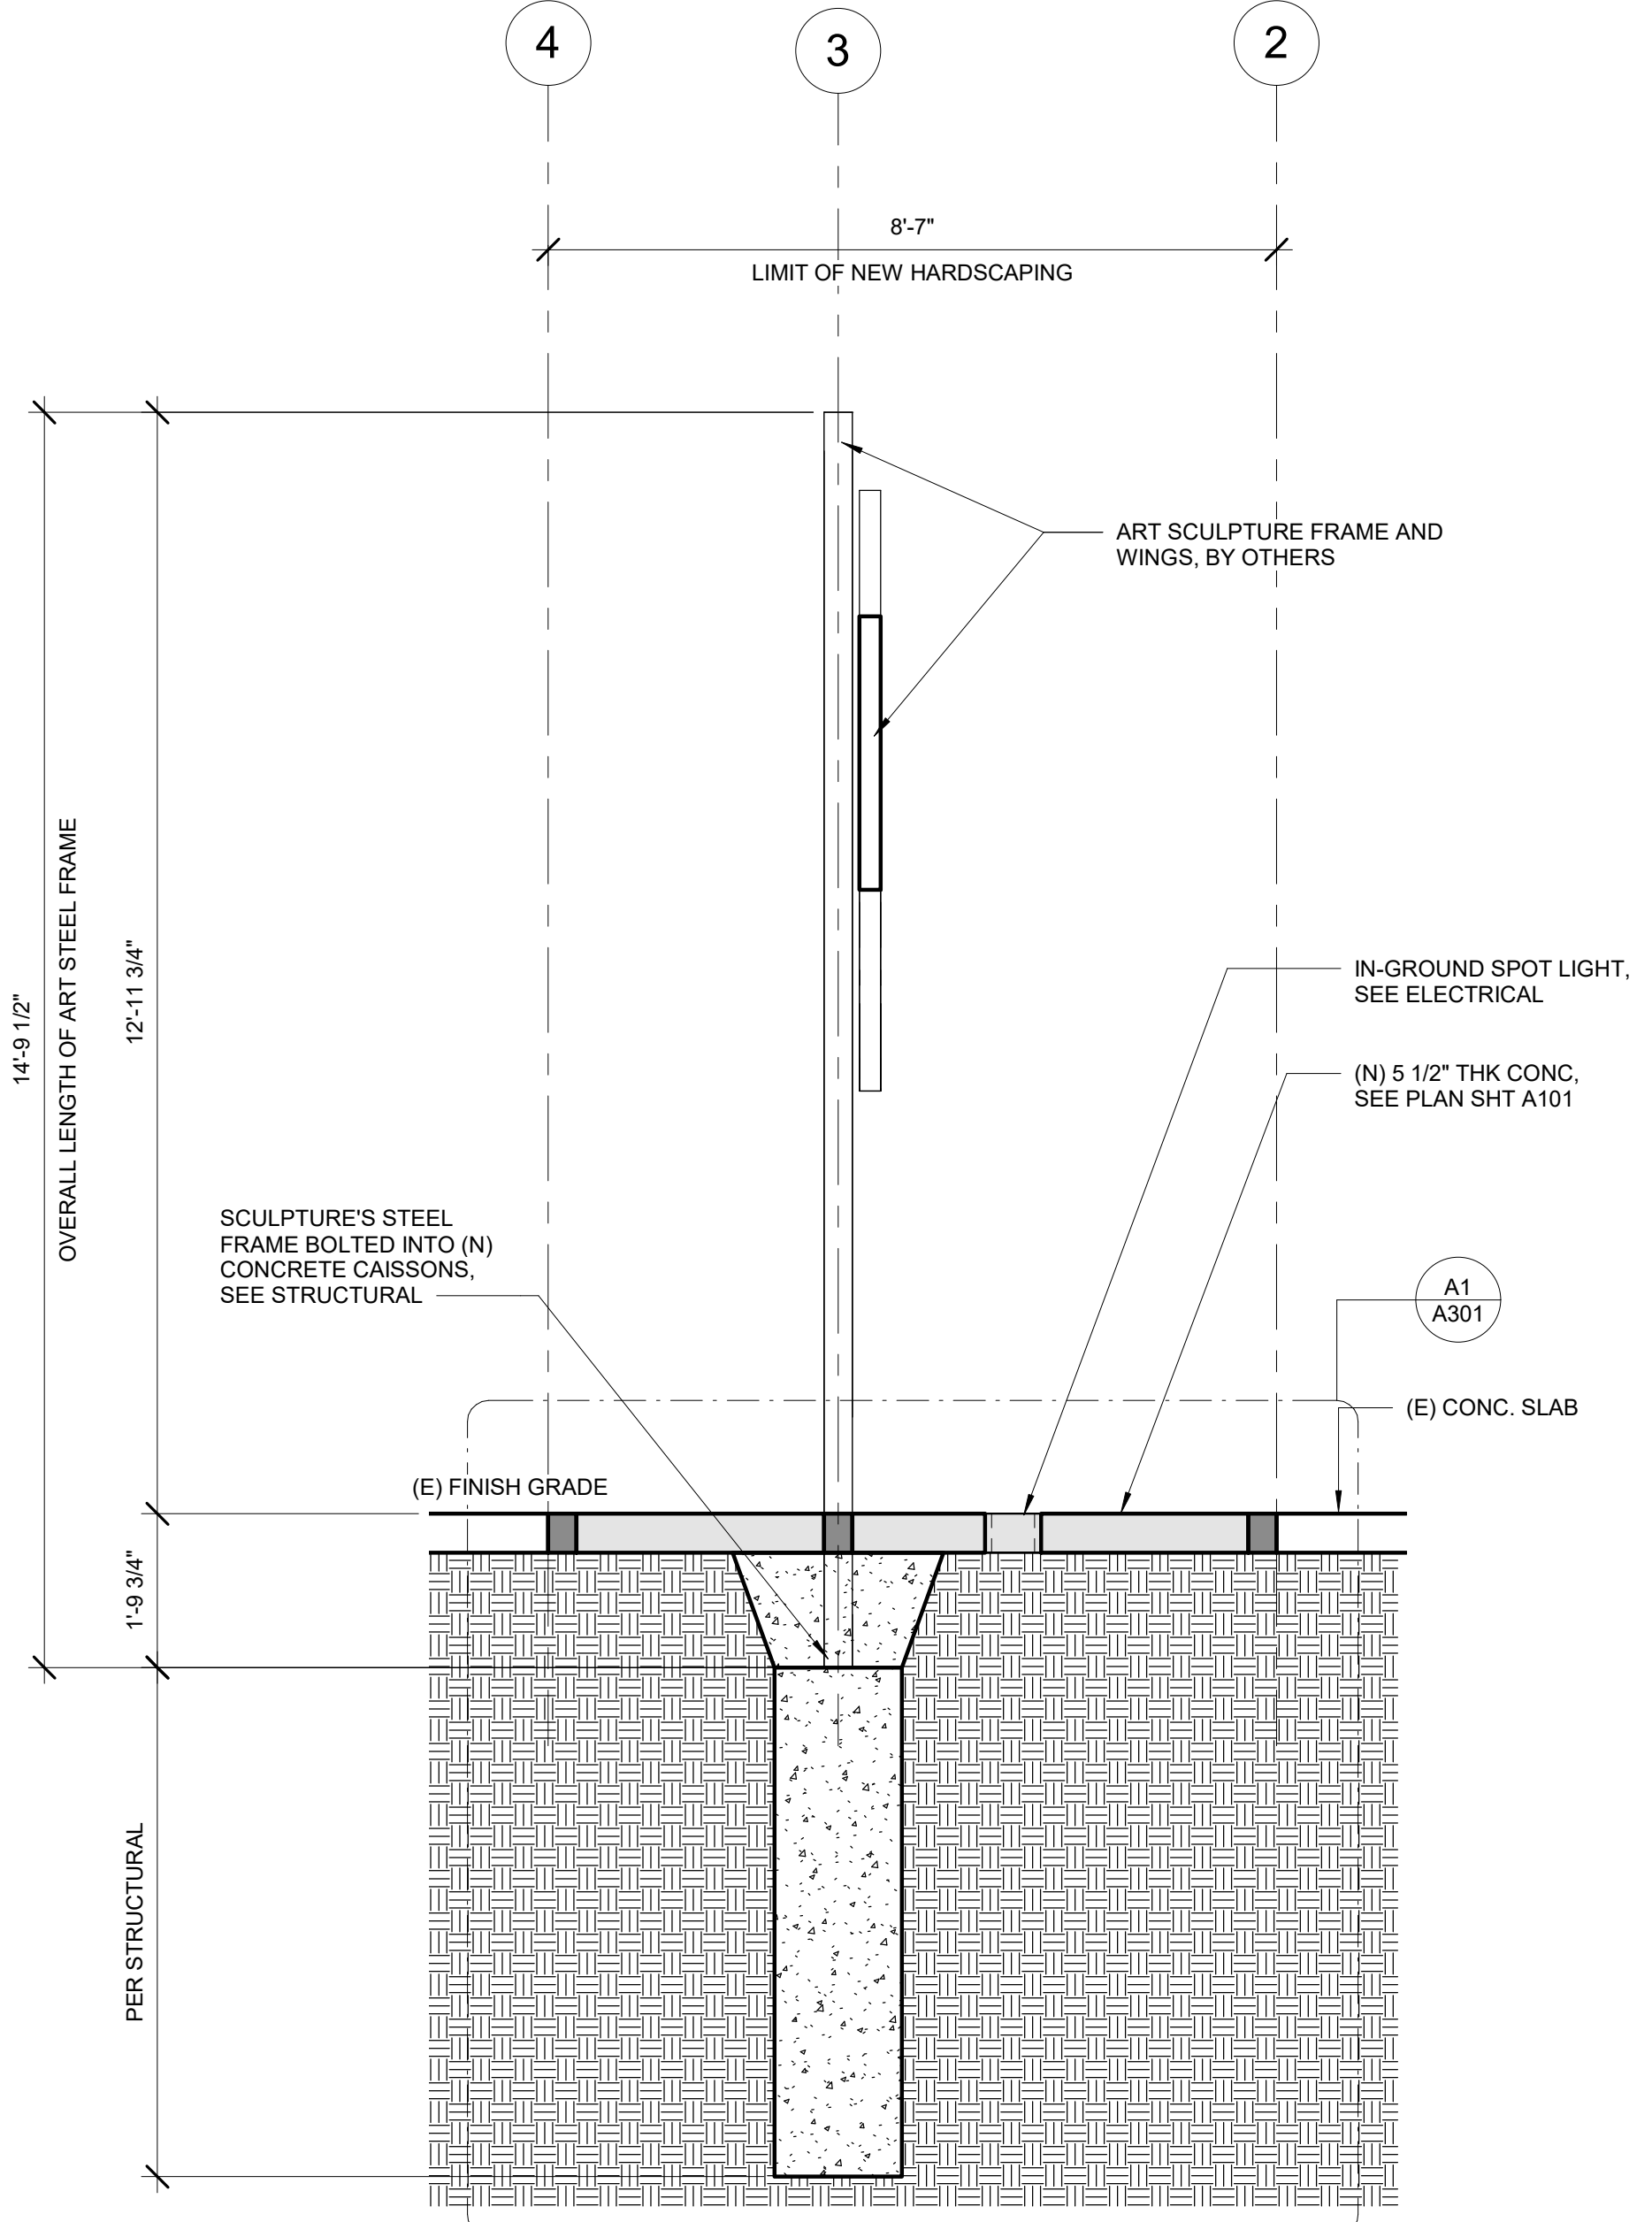 4
3
2
8'-7"
LIMIT OF NEW HARDSCAPING
ART SCULPTURE FRAME AND
WINGS, BY OTHERS
14'-9 1/2"
OVERALL LENGTH OF ART STEEL FRAME
12'-11 3/4"
IN-GROUND SPOT LIGHT,
SEE ELECTRICAL
(N) 5 1/2" THK CONC,
SEE PLAN SHT A101
SCULPTURE'S STEEL
FRAME BOLTED INTO (N)
CONCRETE CAISSONS,
SEE STRUCTURAL
A1
A301
(E) CONC. SLAB
(E) FINISH GRADE
1'-9 3/4"
PER STRUCTURAL